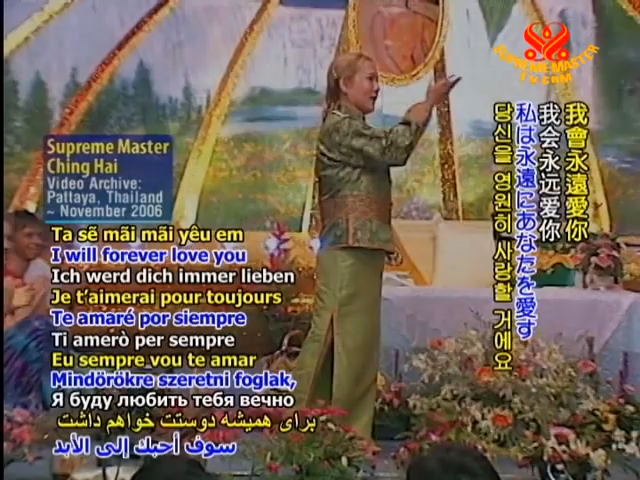 SUPREME MASTER
TV.COM
Supreme Master
Ching Hai
Video Archive:
Pattaya, Thailand
~ November 2006
Ta sẽ mãi mãi yêu em
I will forever love you
Ich werd dich immer lieben
Je t'aimerai pour toujours
Te amaré por siempre
Ti amerò per sempre
Eu sempre vou te amar
Mindörökre szeretni foglak,
Я буду любить тебя вечно
برای همیشه دوستت خواهم داشت
سوف أحبك إلى الأبد
我會永遠愛你
我会永远爱你
私は永遠にあなたを愛す
당신을 영원히 사랑할 거에요